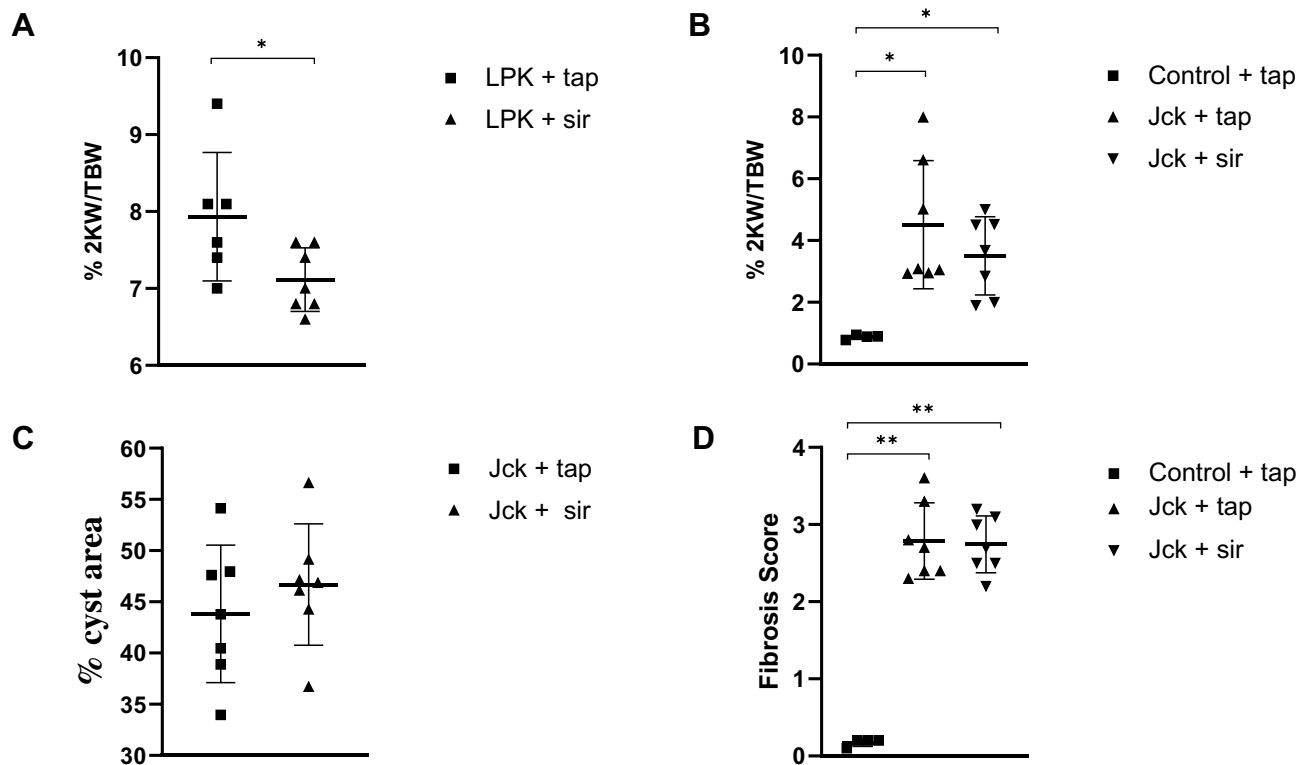 A
*
10
9
8
7
6
% 2KW/TBW
LPK + tap
LPK + sir
B
*
*
10
8
6
4
2
0
% 2KW/TBW
Control + tap
Jck + tap
Jck + sir
C
60
55
50
45
40
35
30
% cyst area
Jck + tap
Jck +  sir
D
**
**
4
3
2
1
0
Fibrosis Score
Control + tap
Jck + tap
Jck + sir